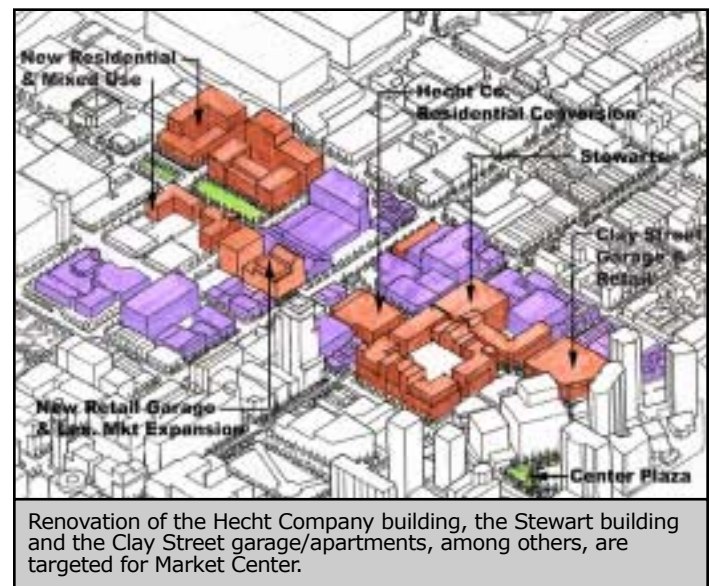 New Residential
& Mixed Use
Hecht Co.
Residential Conversion
Stewarts
Clay Street
Garage &
Retail
New Retail Garage
& Lex. Mkt Expansion
Center Plaza
Renovation of the Hecht Company building, the Stewart building
and the Clay Street garage/apartments, among others, are
targeted for Market Center.